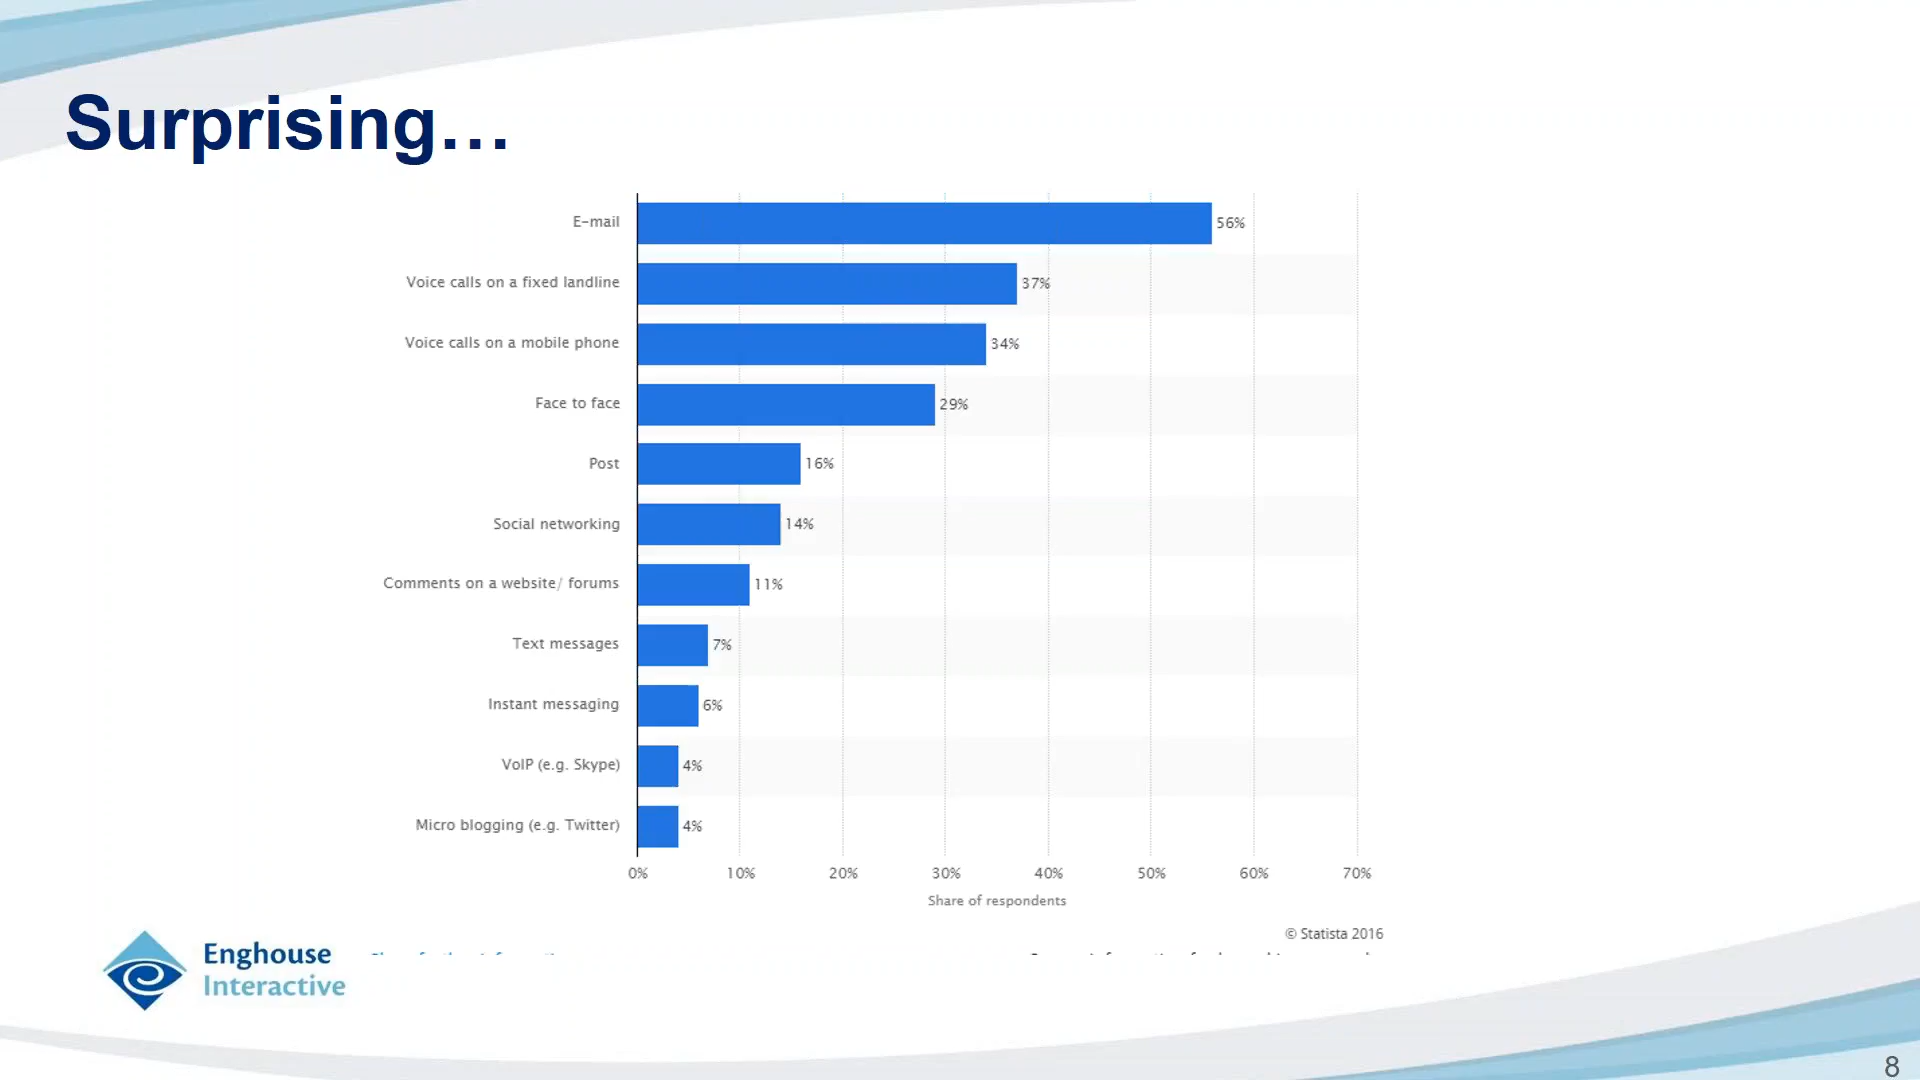 Surprising…
E-mail
56%
Voice calls on a fixed landline
37%
Voice calls on a mobile phone
34%
Face to face
29%
Post
16%
Social networking
14%
Comments on a website/ forums
11%
Text messages
7%
Instant messaging
6%
VoIP (e.g. Skype)
4%
Micro blogging (e.g. Twitter)
4%
0% 10% 20% 30% 40% 50% 60% 70%
Share of respondents
© Statista 2016
Enghouse
Interactive
8